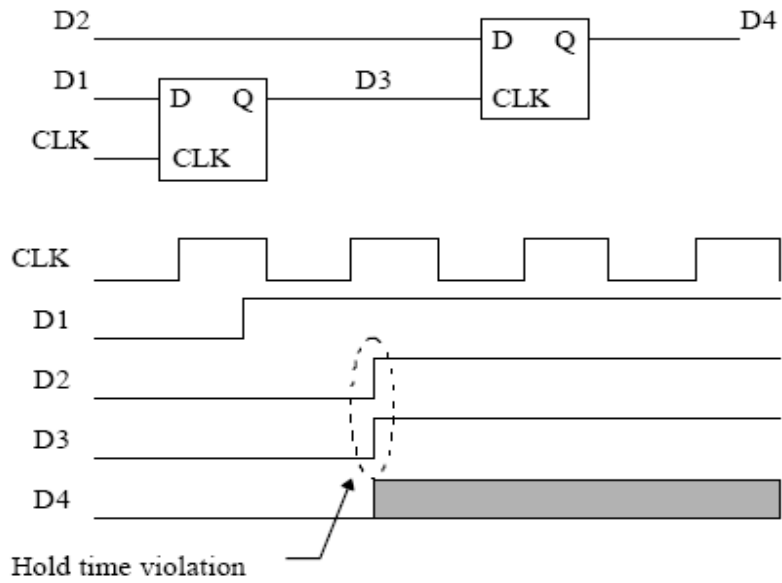 D2
D4
D Q
D1
D Q
D3
CLK
CLK
CLK
CLK
D1
D2
D3
D4
Hold time violation